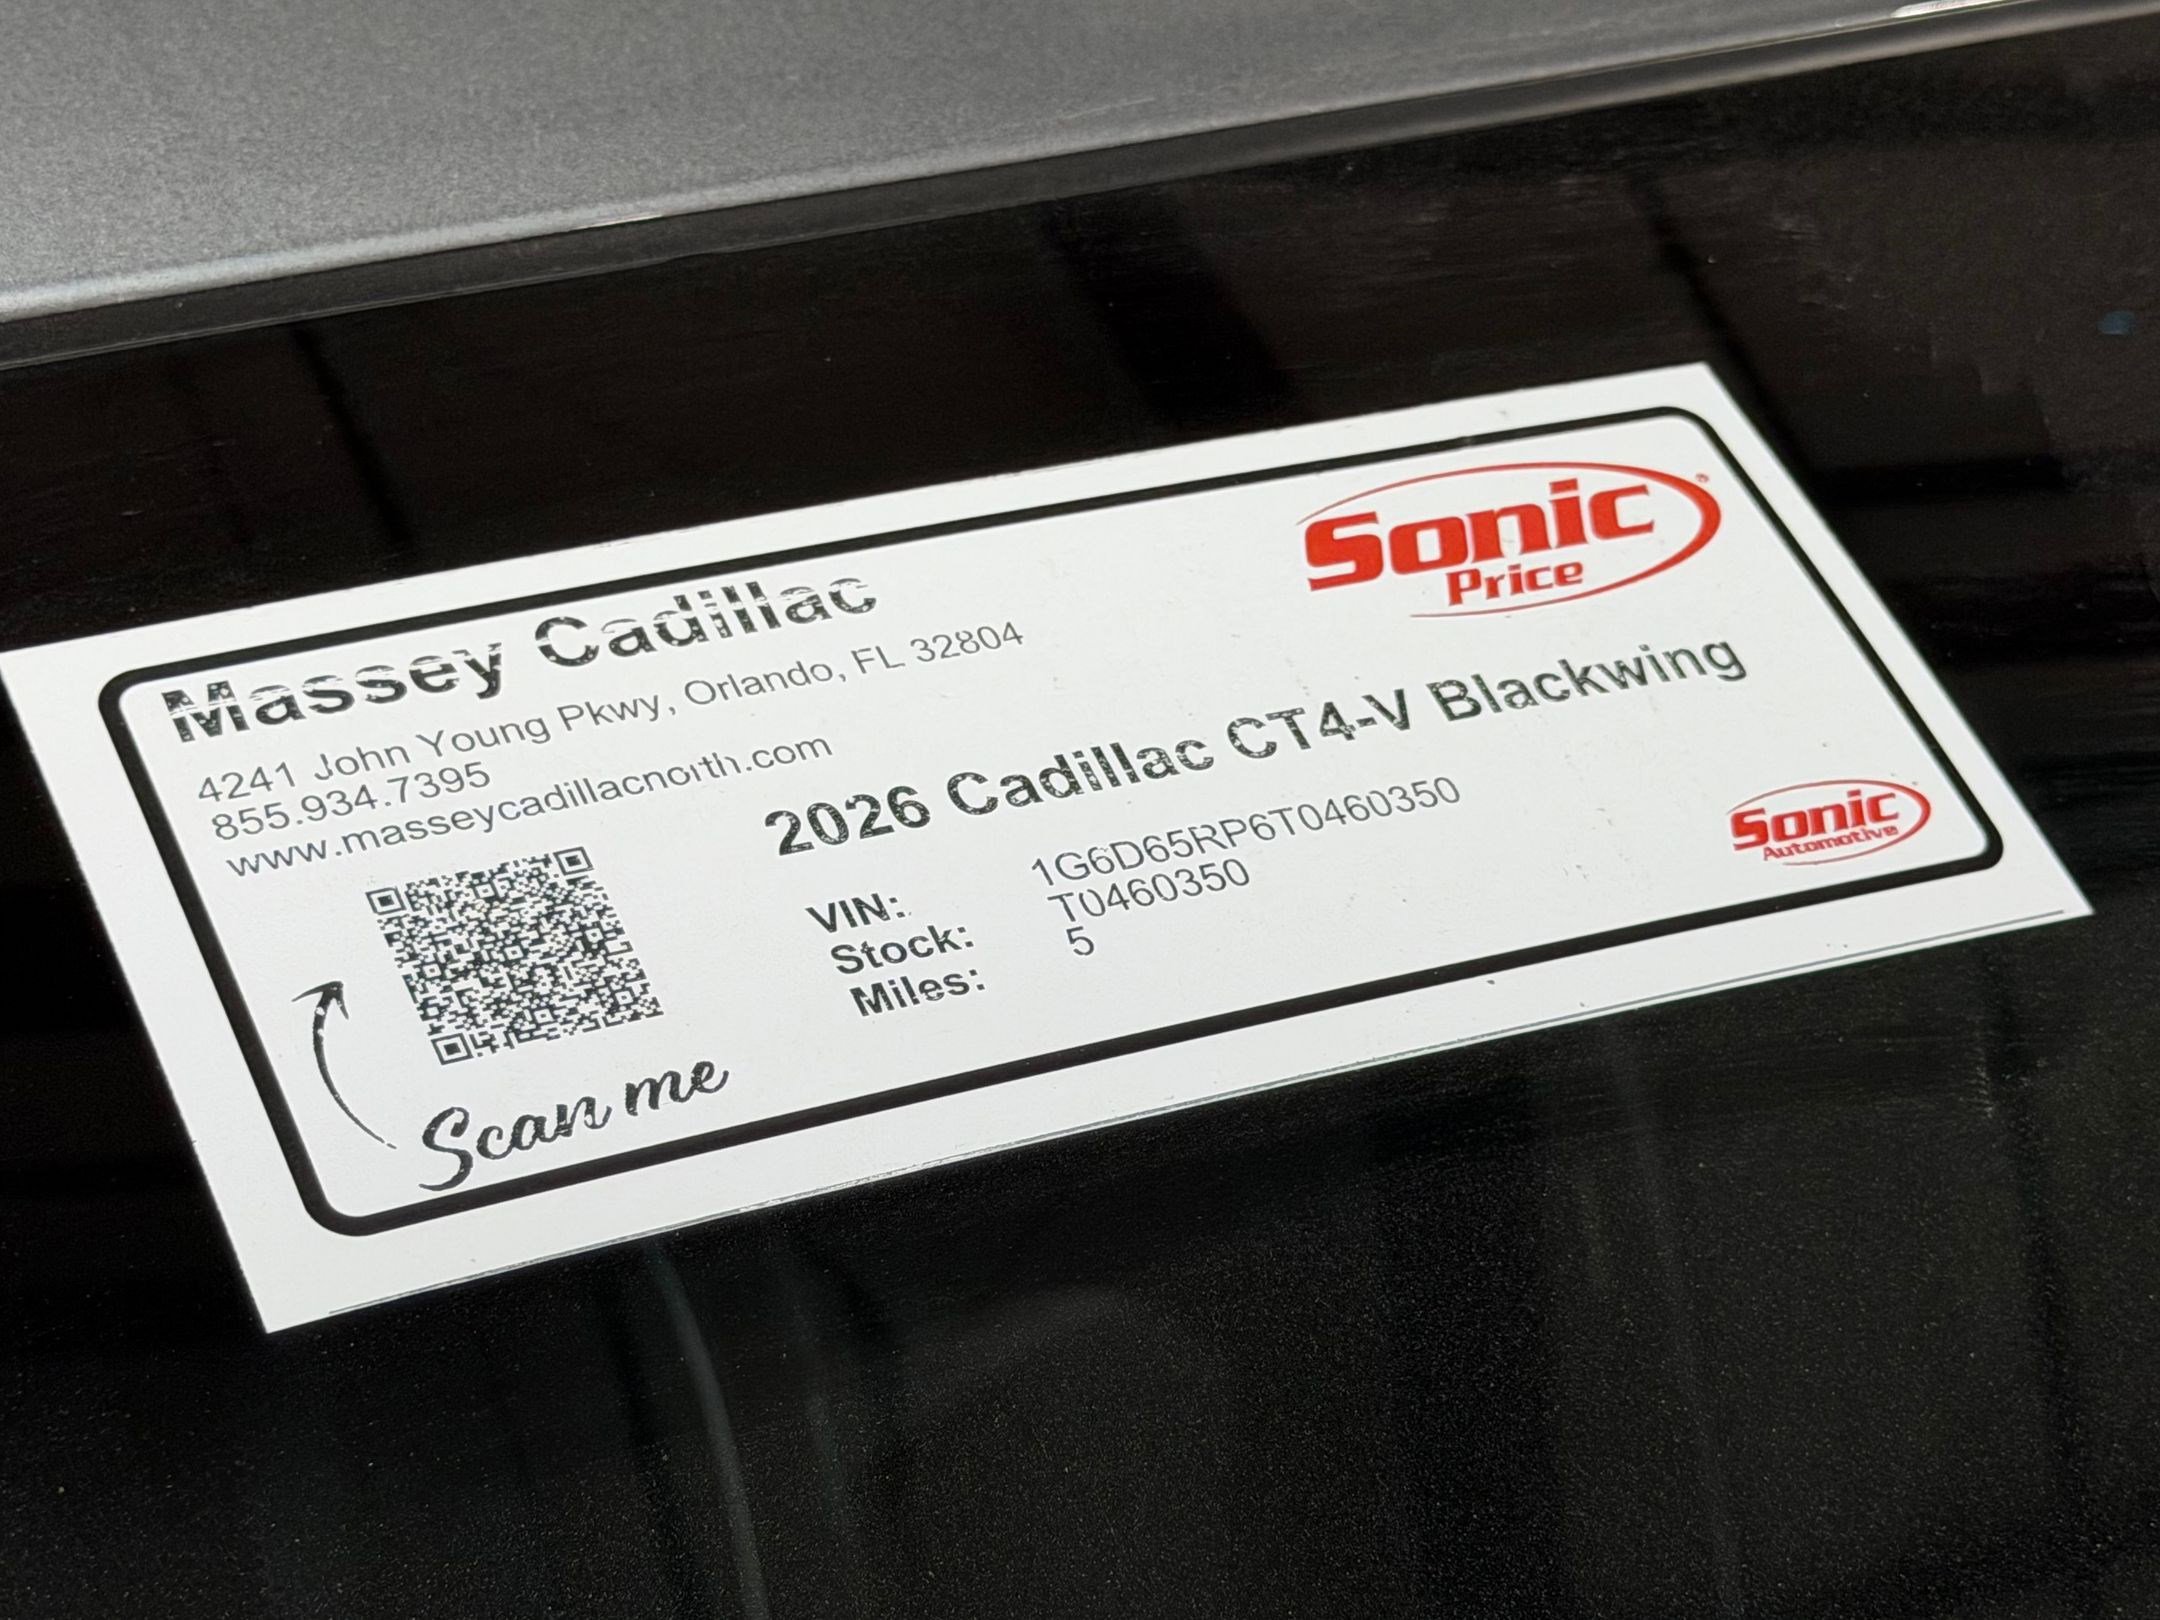 Massey Cadillac
4241 John Young Pkwy, Orlando, FL 32804
855.934.7395
www.masseycadillacnorth.com
Sonic®
Price
2026 Cadillac CT4-V Blackwing
VIN: 1G6D65RP6T0460350
Stock: T0460350
Miles: 5
Scan me
Sonic
Automotive